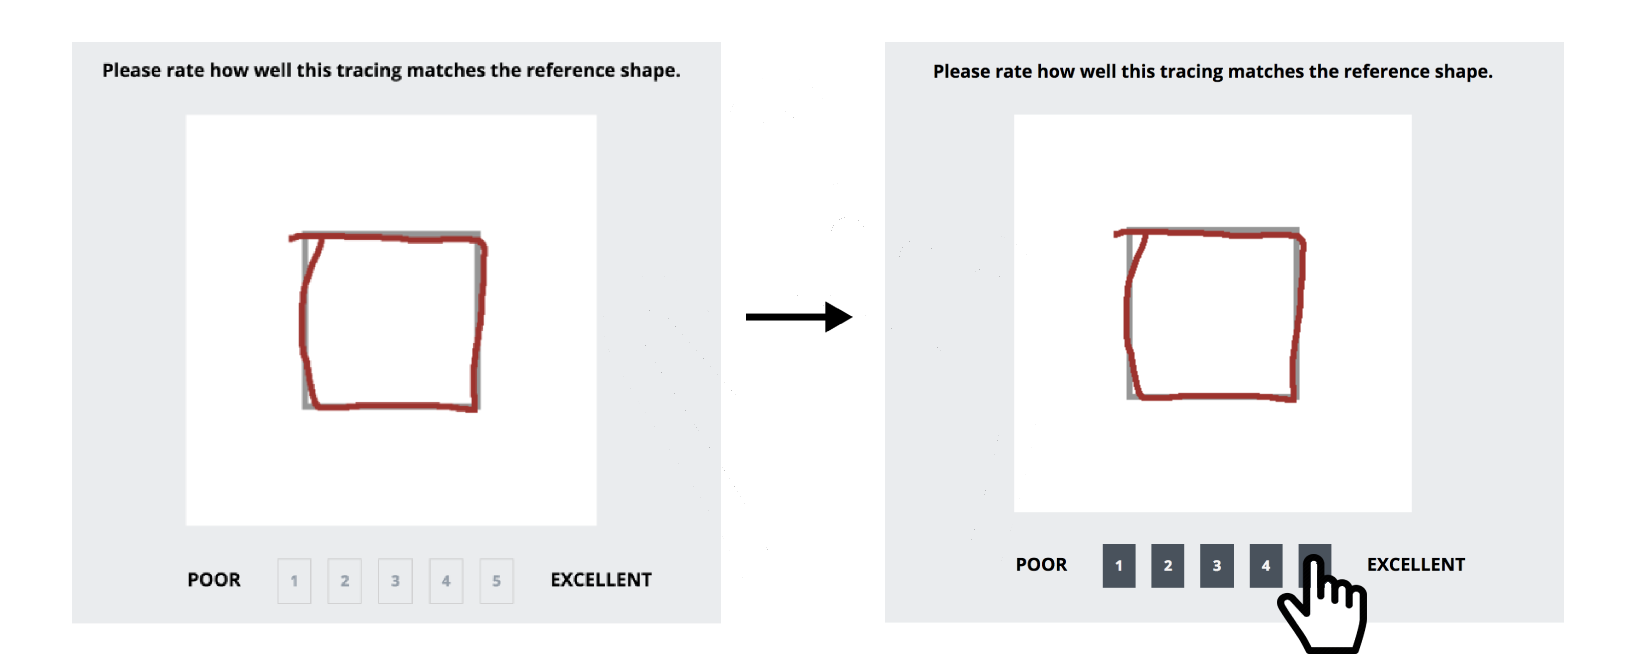 Please rate how well this tracing matches the reference shape.
POOR 1 2 3 4 5 EXCELLENT
Please rate how well this tracing matches the reference shape.
POOR 1 2 3 4 EXCELLENT